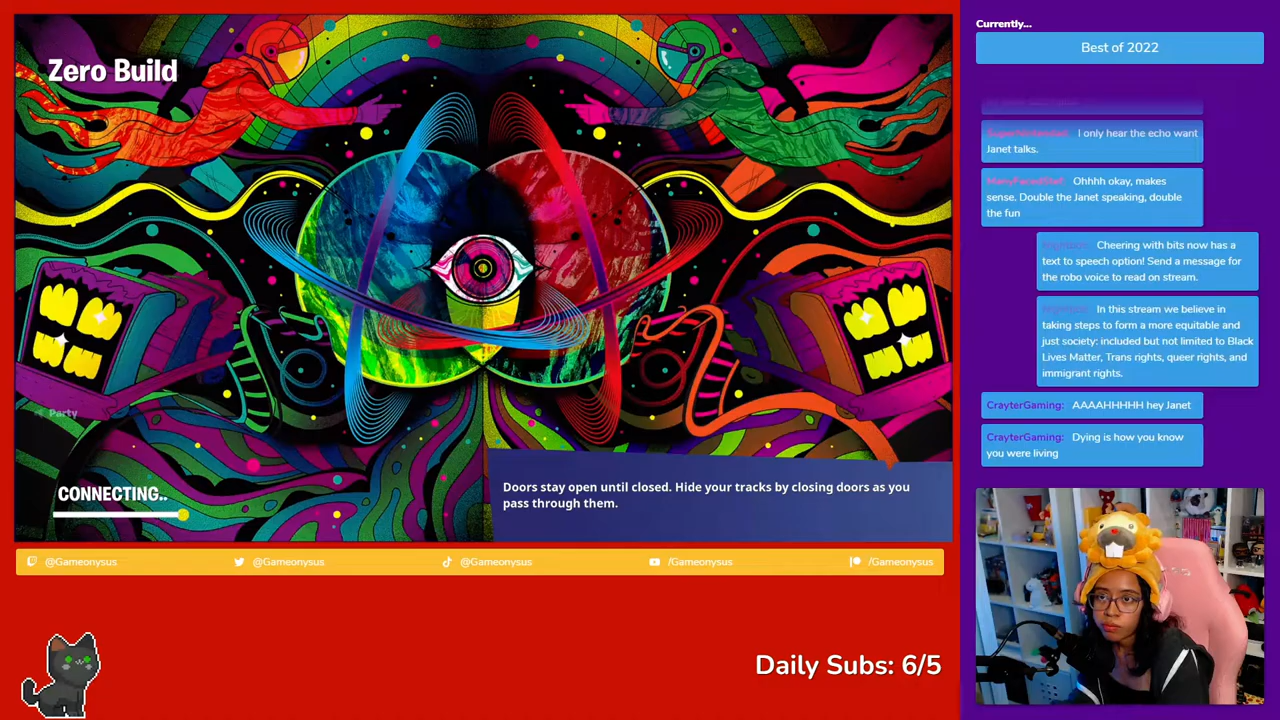 Zero Build
Party
CONNECTING..
Doors stay open until closed. Hide your tracks by closing doors as you
pass through them.
@Gameonysus
@Gameonysus
@Gameonysus
/Gameonysus
/Gameonysus
Daily Subs: 6/5
Currently...
Best of 2022
I only hear the echo want
Janet talks.
Ohhhh okay, makes
sense. Double the Janet speaking, double
the fun
Cheering with bits now has a
text to speech option! Send a message for
the robo voice to read on stream.
In this stream we believe in
taking steps to form a more equitable and
just society: included but not limited to Black
Lives Matter, Trans rights, queer rights, and
immigrant rights.
CrayterGaming: AAAAHHHHH hey Janet
CrayterGaming: Dying is how you know
you were living